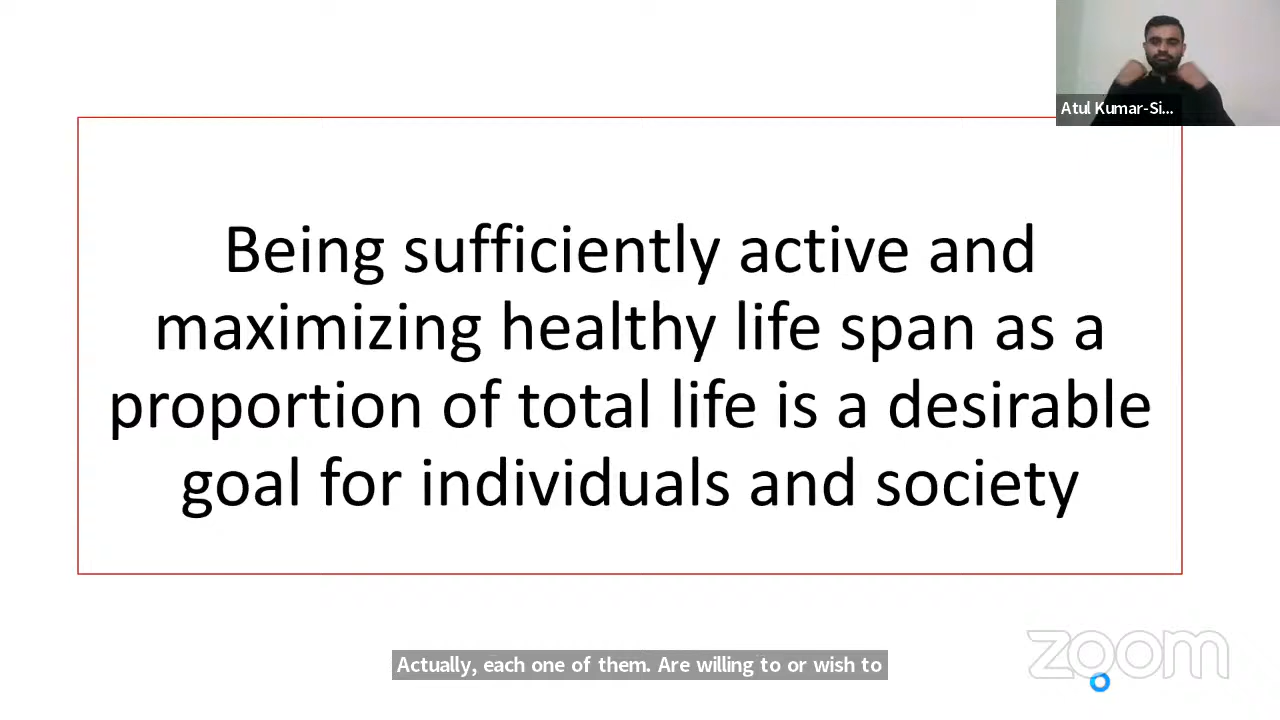 Atul Kumar-Si...
Being sufficiently active and
maximizing healthy life span as a
proportion of total life is a desirable
goal for individuals and society
Actually, each one of them. Are willing to or wish to
zoom